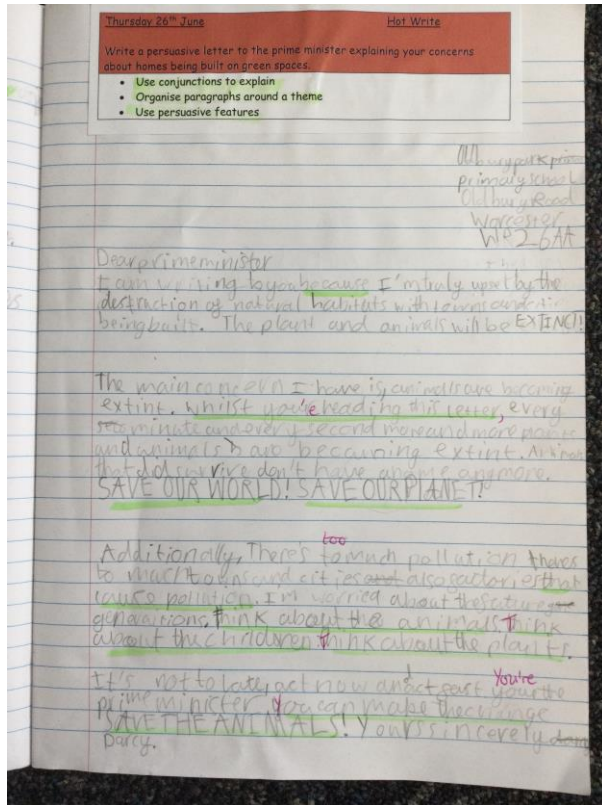 Thursday 26th June Hot Write
Write a persuasive letter to the prime minister explaining your concerns
about homes being built on green spaces.
• Use conjunctions to explain
• Organise paragraphs around a theme
• Use persuasive features
Oldbury park
primary school
Oldbury Road
Worcester
WR2 6AA
Dear prime minister
I am writing to you because I'm truly upset by the
destruction of natural habitats with towns and
being built. The plant and animals will be EXTINCT!
The main concern I have is, animals are becoming
extint. whilst you're reading this letter, every
minute and every second more and more plants
and animals are becoming extint. Animals
that did survive don't have a home anymore.
SAVE OUR WORLD! SAVE OUR PLANET!
too
Additionally, There's to much pollution, theres
to much towns and cities and also factories that
cause pollution. I'm worried about the future
generations. Think about the animals Think
about the children Think about the plants.
You're
It's not to late, act now and act fast your the
prime minister. you can make the change
SAVE THE ANIMALS! Yours sincerely
Darcy.